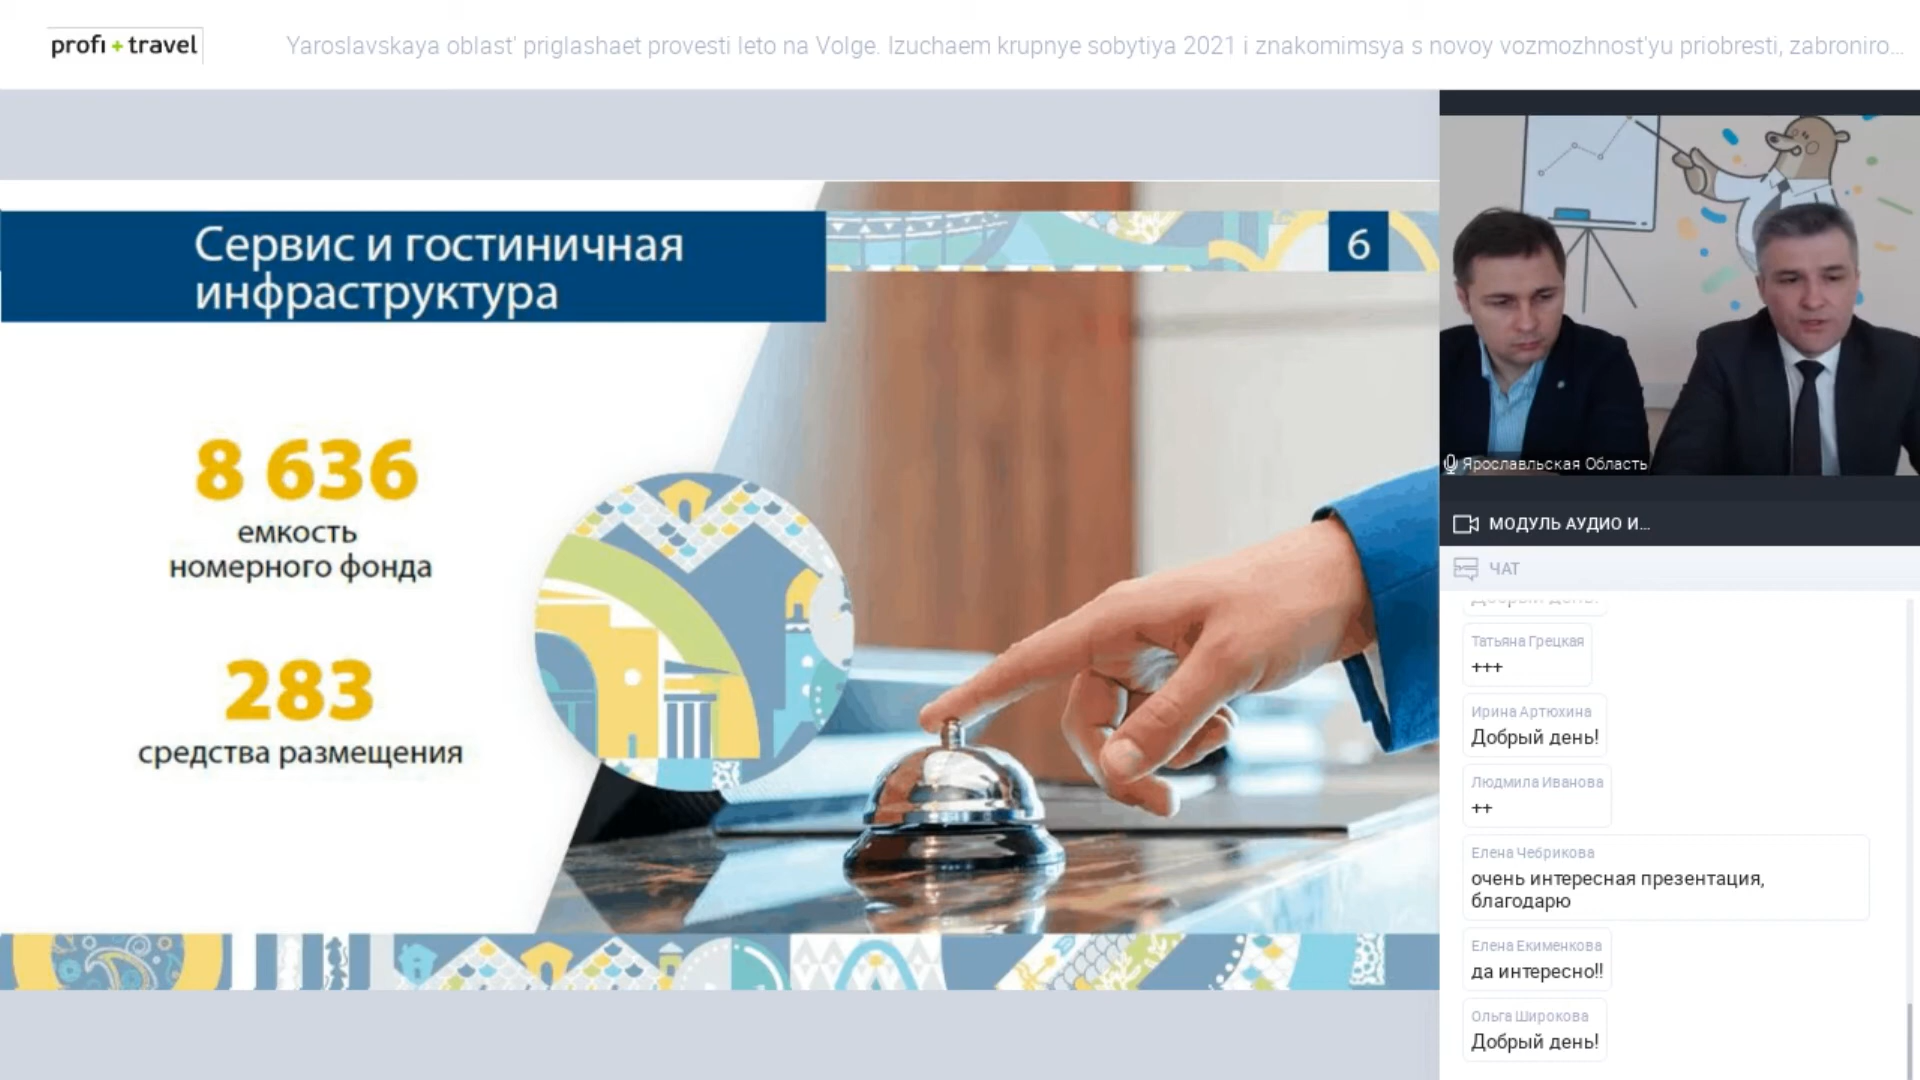 profi + travel
Yaroslavskaya oblast' priglashaet provesti leto na Volge. Izuchaem krupnye sobytiya 2021 i znakomimsya s novoy vozmozhnost'yu priobresti, zabroniro...
Сервис и гостиничная
инфраструктура
6
8 636
емкость
номерного фонда
283
средства размещения
Ярославльская Область
МОДУЛЬ АУДИО И...
ЧАТ
Добрый день!
Татьяна Грецкая
+++
Ирина Артюхина
Добрый день!
Людмила Иванова
++
Елена Чебрикова
очень интересная презентация,
благодарю
Елена Екименкова
да интересно!!
Ольга Широкова
Добрый день!